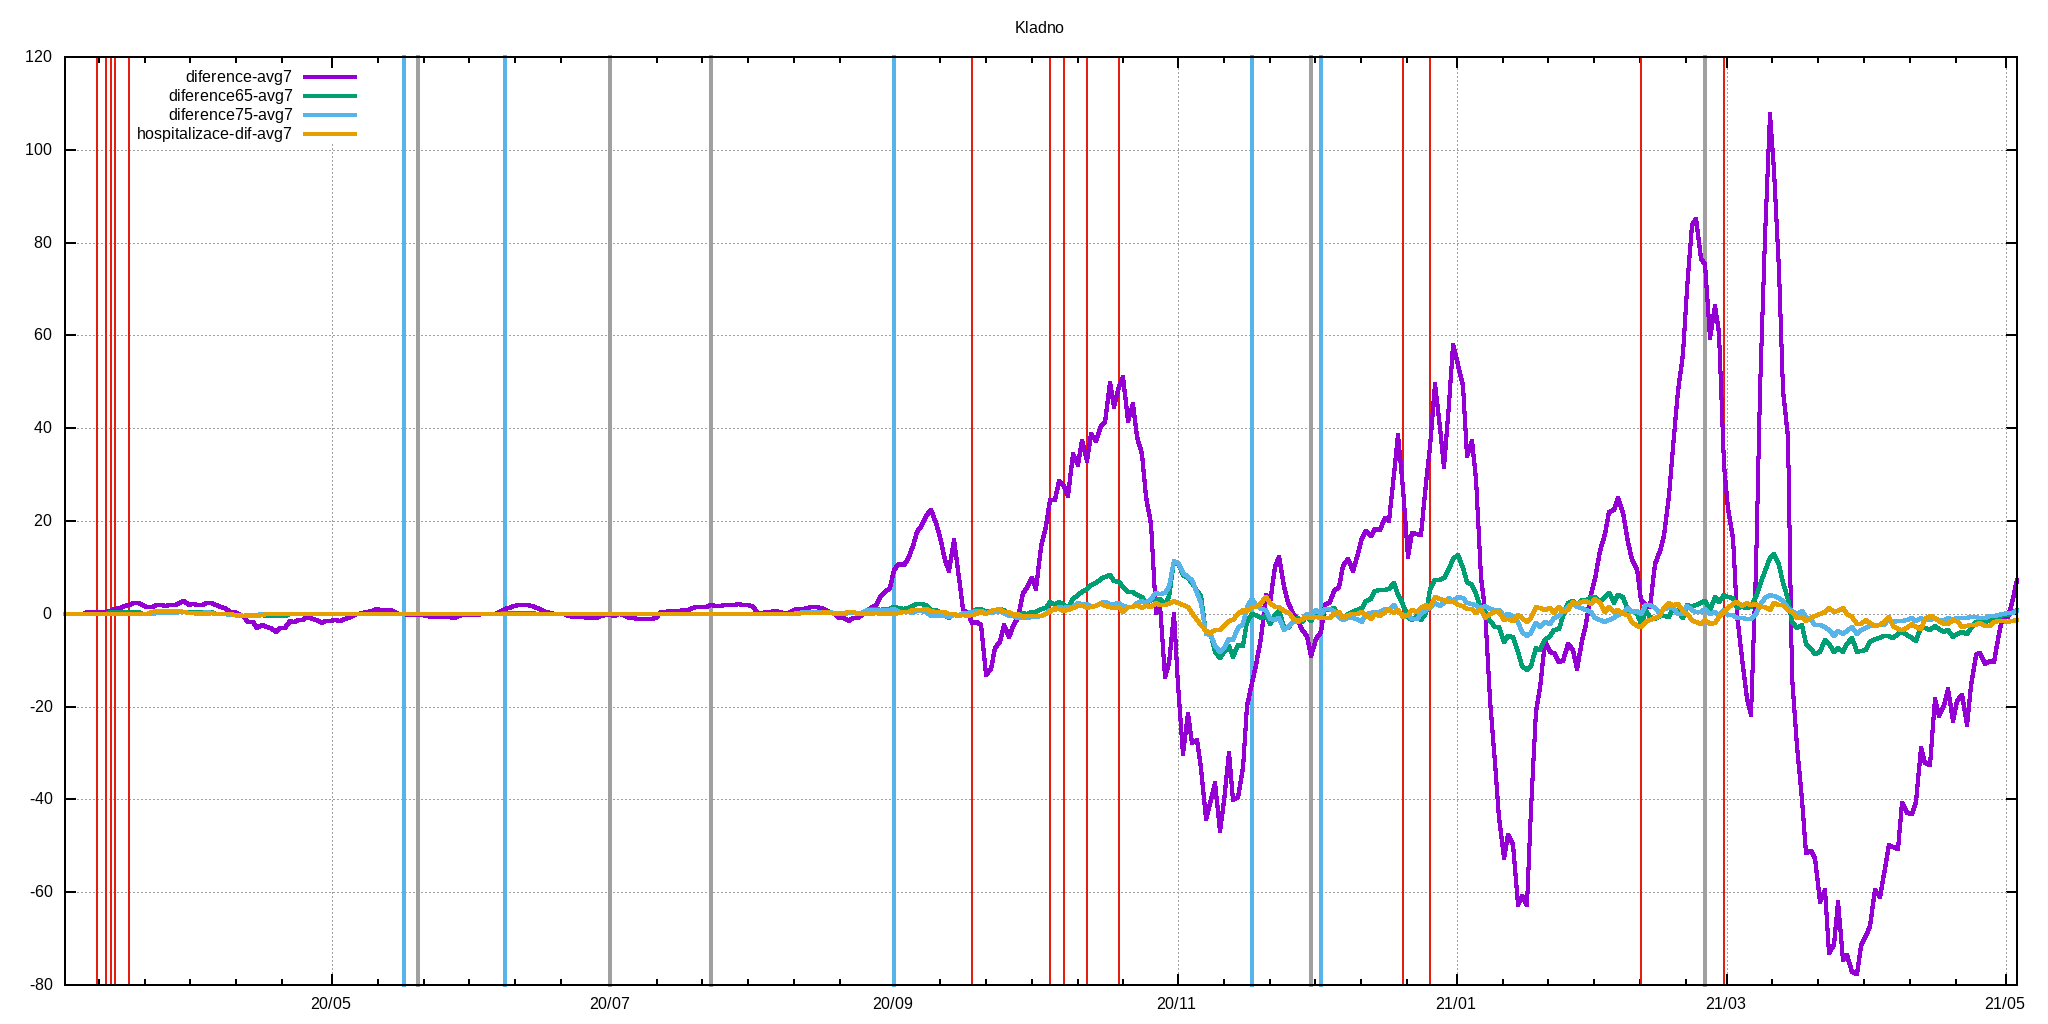 Kladno
diference-avg7
diference65-avg7
diference75-avg7
hospitalizace-dif-avg7
120
100
80
60
40
20
0
-20
-40
-60
-80
20/05 20/07 20/09 20/11 21/01 21/03 21/05